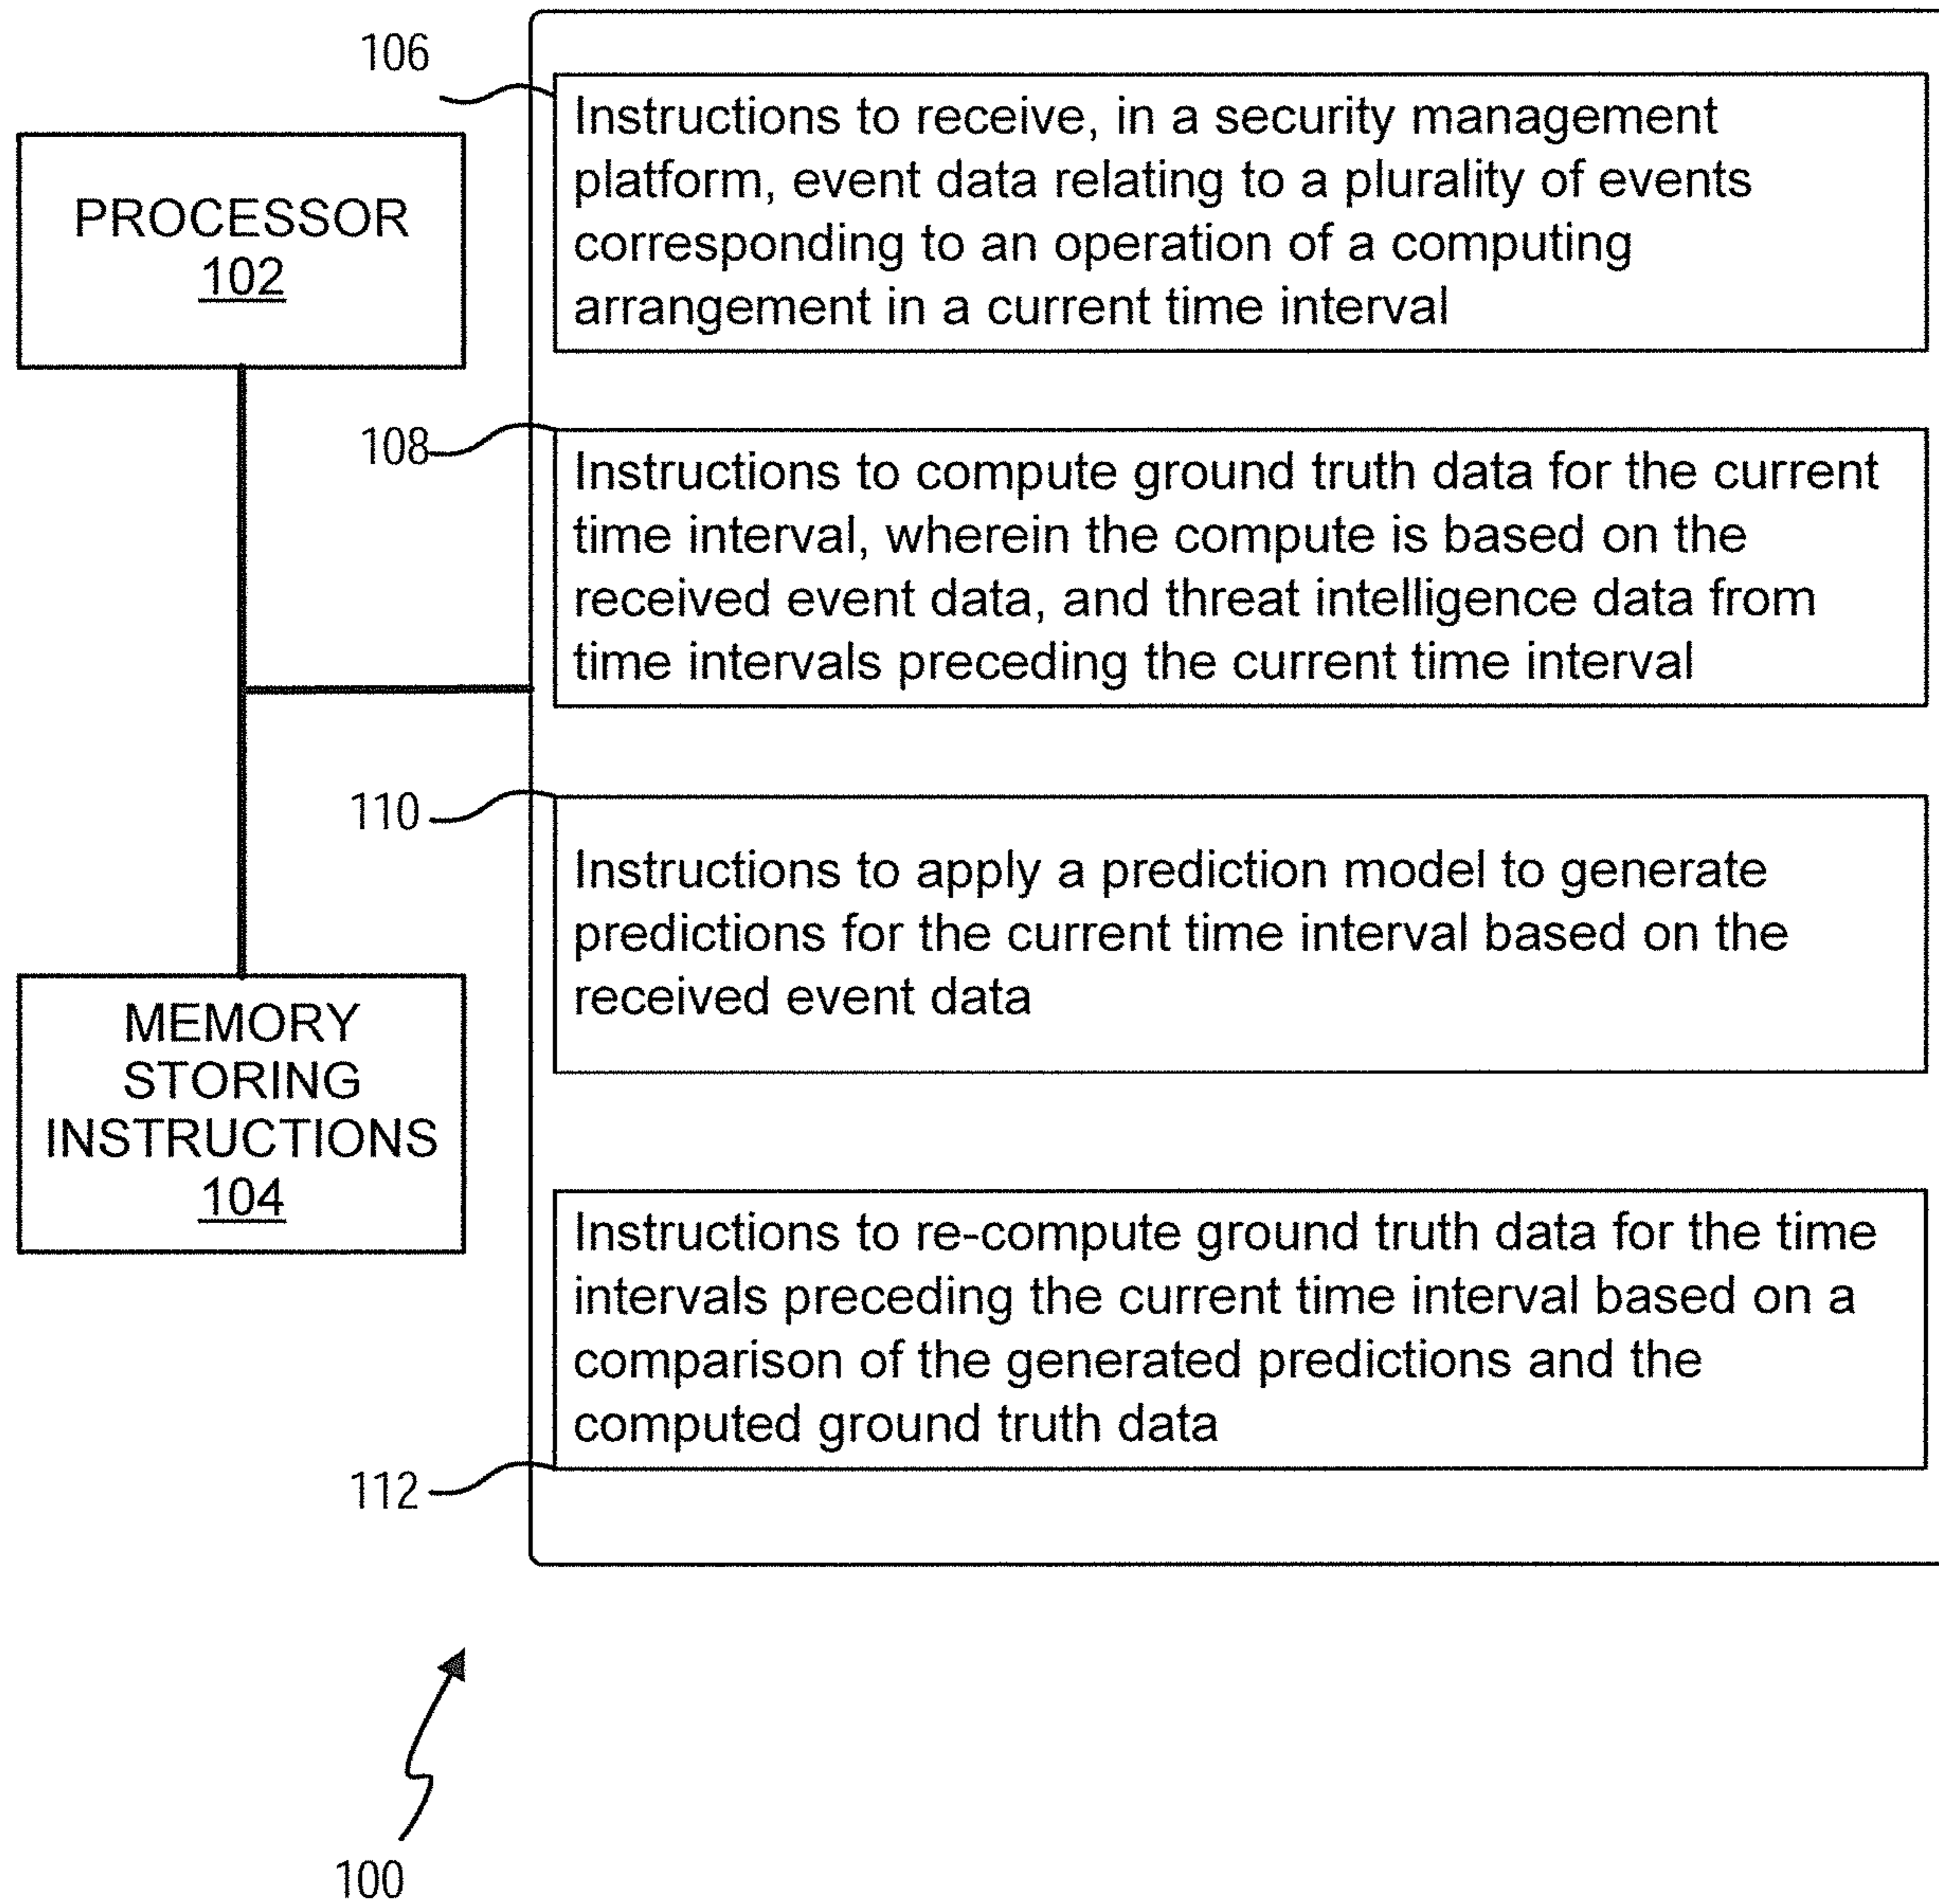 106
Instructions to receive, in a security management
platform, event data relating to a plurality of events
corresponding to an operation of a computing
arrangement in a current time interval
PROCESSOR
102
108
Instructions to compute ground truth data for the current
time interval, wherein the compute is based on the
received event data, and threat intelligence data from
time intervals preceding the current time interval
110
Instructions to apply a prediction model to generate
predictions for the current time interval based on the
received event data
MEMORY
STORING
INSTRUCTIONS
104
Instructions to re-compute ground truth data for the time
intervals preceding the current time interval based on a
comparison of the generated predictions and the
computed ground truth data
112
100